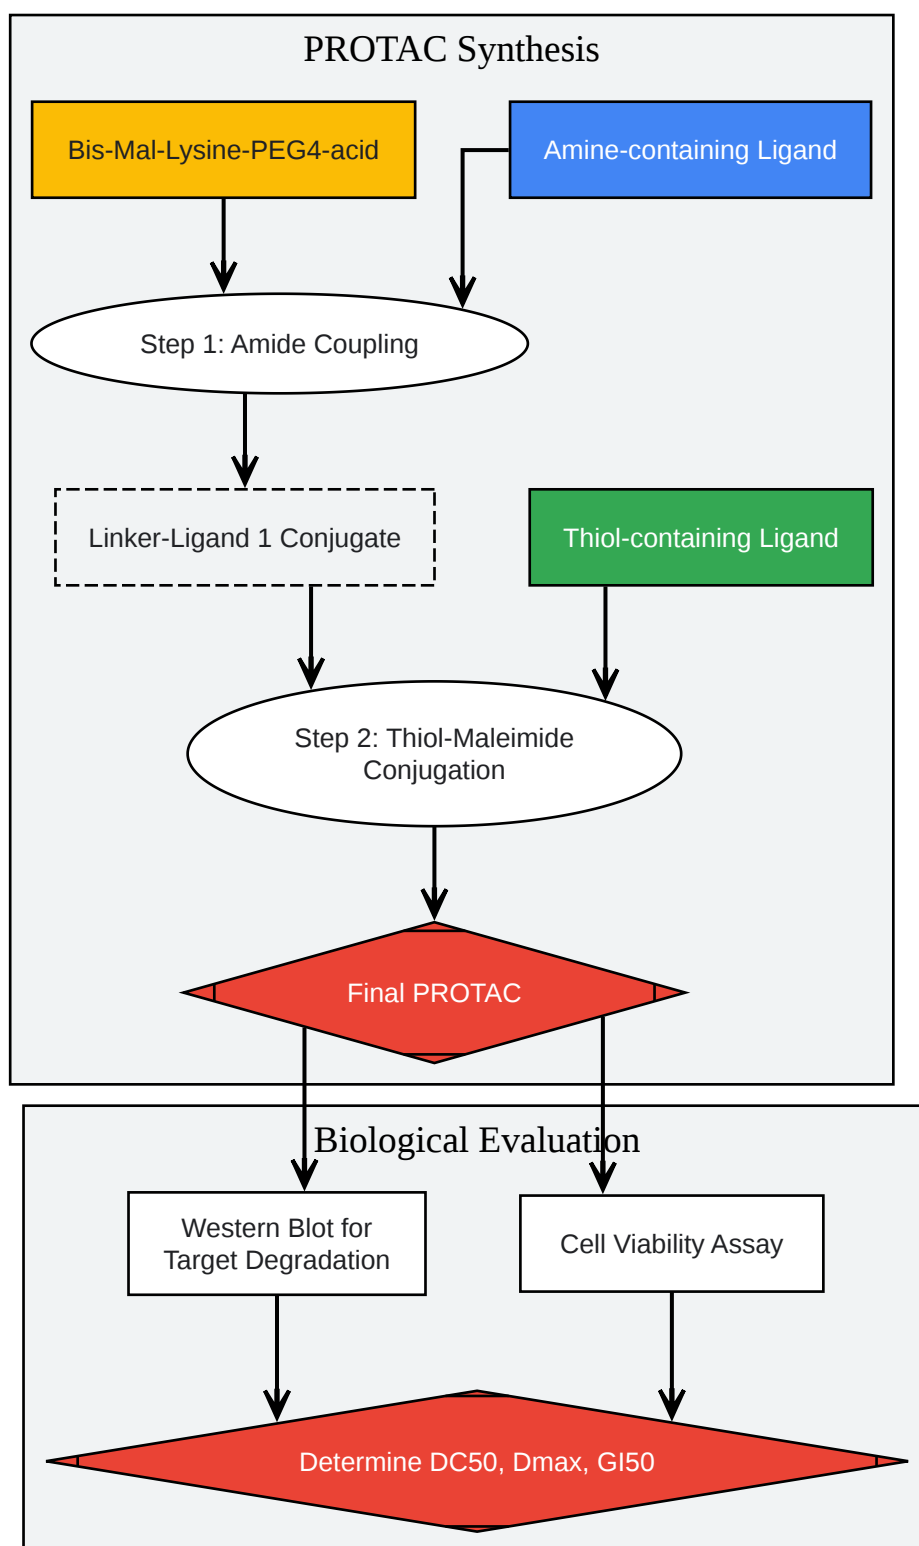 PROTAC Synthesis
Bis-Mal-Lysine-PEG4-acid
Amine-containing Ligand
Step 1: Amide Coupling
Linker-Ligand 1 Conjugate
Thiol-containing Ligand
Step 2: Thiol-Maleimide
Conjugation
Final PROTAC
Biological Evaluation
Western Blot for
Target Degradation
Cell Viability Assay
Determine DC50, Dmax, GI50